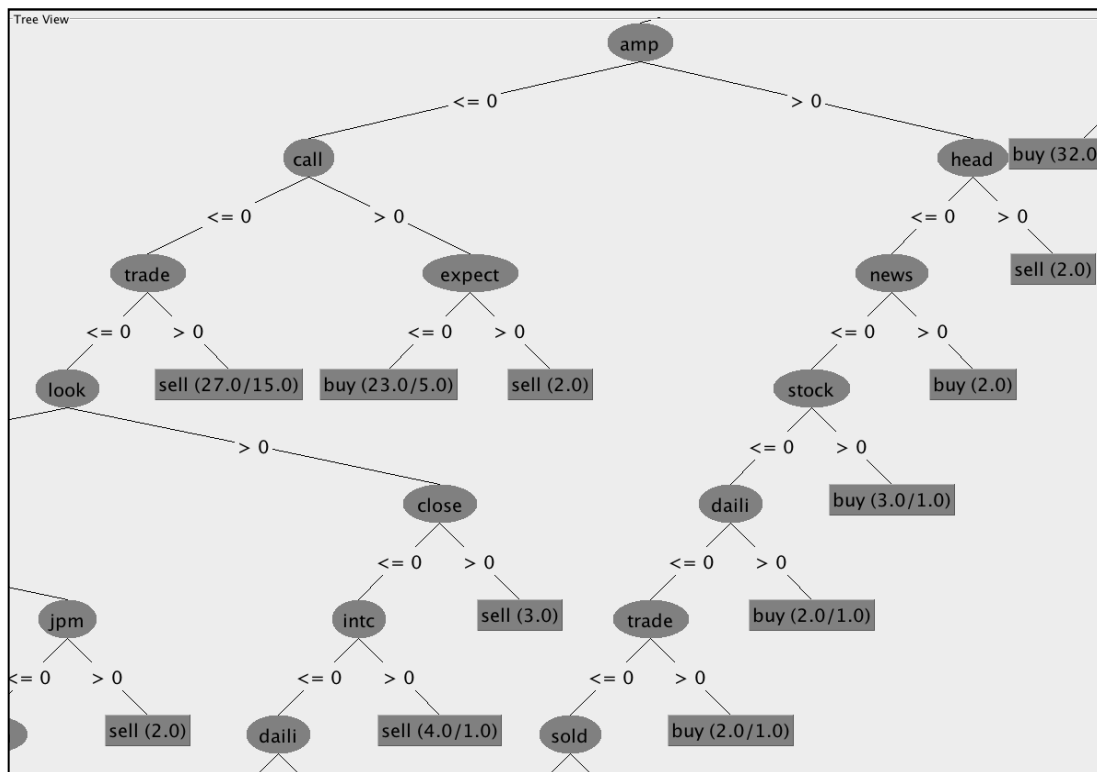 Tree View
amp
<= 0 > 0
call head buy (32.0
<= 0 > 0 <= 0 > 0
trade expect news sell (2.0)
<= 0 > 0 <= 0 > 0 <= 0 > 0
look sell (27.0/15.0) buy (23.0/5.0) sell (2.0) stock buy (2.0)
> 0 <= 0 > 0
close daili buy (3.0/1.0)
<= 0 > 0 <= 0 > 0
jpm intc sell (3.0) trade buy (2.0/1.0)
<= 0 > 0 <= 0 > 0 <= 0 > 0
sell (2.0) daili sell (4.0/1.0) sold buy (2.0/1.0)